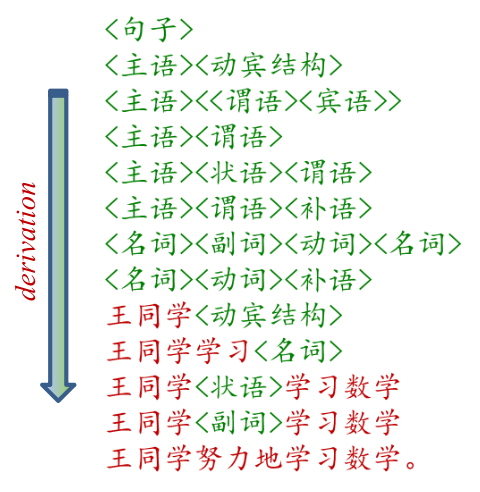 <句子>
<主语><动宾结构>
<主语><<谓语><宾语>>
<主语><谓语>
<主语><状语><谓语>
<主语><谓语><补语>
<名词><副词><动词><名词>
<名词><动词><补语>
王同学<动宾结构>
王同学学习<名词>
王同学<状语>学习数学
王同学<副词>学习数学
王同学努力地学习数学。
derivation